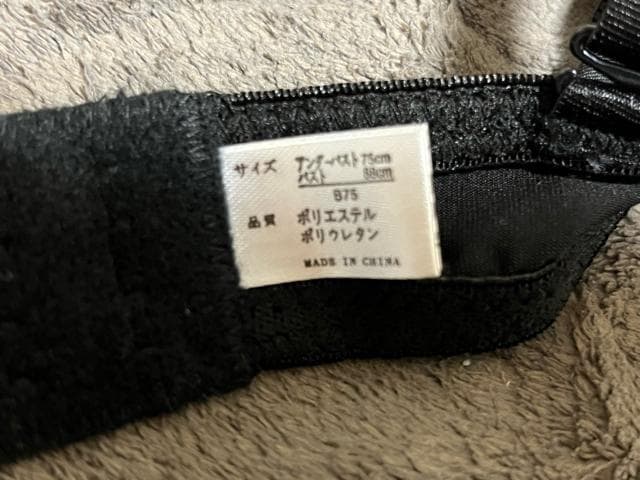 サイズ アンダーバスト75cm
バスト 88cm
B75
品質 ポリエステル
ポリウレタン
MADE IN CHINA